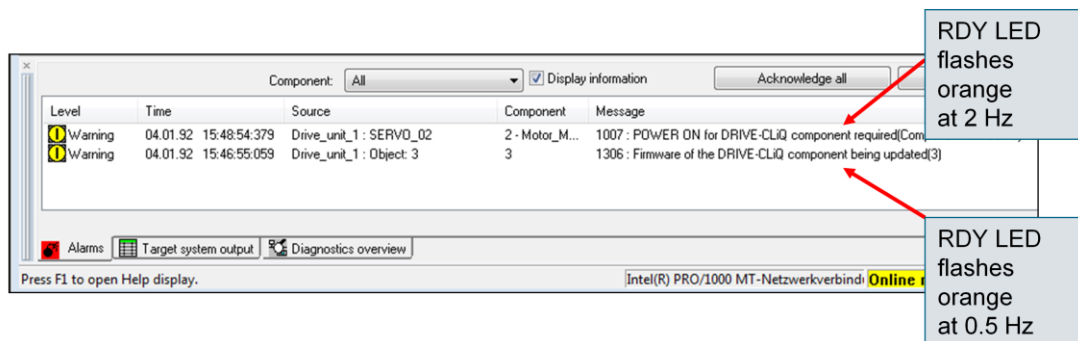 RDY LED
flashes
orange
at 2 Hz
Component: All Display information Acknowledge all
Level Time Source Component Message
Warning 04.01.92 15:48:54:379 Drive_unit_1 : SERVO_02 2 - Motor_M... 1007 : POWER ON for DRIVE-CLiQ component required(Com
Warning 04.01.92 15:46:55:059 Drive_unit_1 : Object: 3 3 1306 : Firmware of the DRIVE-CLiQ component being updated(3)
Alarms Target system output Diagnostics overview
Press F1 to open Help display. Intel(R) PRO/1000 MT-Netzwerkverbind Online
RDY LED
flashes
orange
at 0.5 Hz